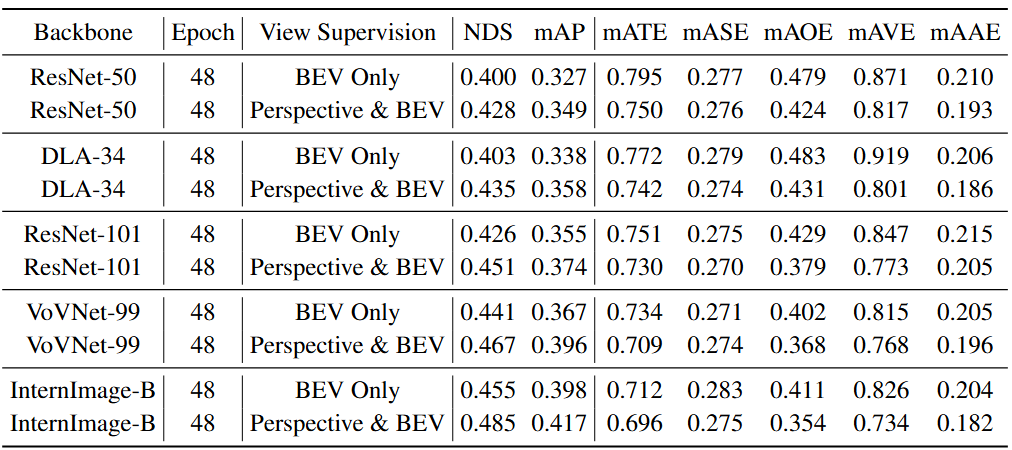 Backbone Epoch View Supervision NDS mAP mATE mASE mAOE mAVE mAAE
ResNet-50 48 BEV Only 0.400 0.327 0.795 0.277 0.479 0.871 0.210
ResNet-50 48 Perspective & BEV 0.428 0.349 0.750 0.276 0.424 0.817 0.193
DLA-34 48 BEV Only 0.403 0.338 0.772 0.279 0.483 0.919 0.206
DLA-34 48 Perspective & BEV 0.435 0.358 0.742 0.274 0.431 0.801 0.186
ResNet-101 48 BEV Only 0.426 0.355 0.751 0.275 0.429 0.847 0.215
ResNet-101 48 Perspective & BEV 0.451 0.374 0.730 0.270 0.379 0.773 0.205
VoVNet-99 48 BEV Only 0.441 0.367 0.734 0.271 0.402 0.815 0.205
VoVNet-99 48 Perspective & BEV 0.467 0.396 0.709 0.274 0.368 0.768 0.196
InternImage-B 48 BEV Only 0.455 0.398 0.712 0.283 0.411 0.826 0.204
InternImage-B 48 Perspective & BEV 0.485 0.417 0.696 0.275 0.354 0.734 0.182